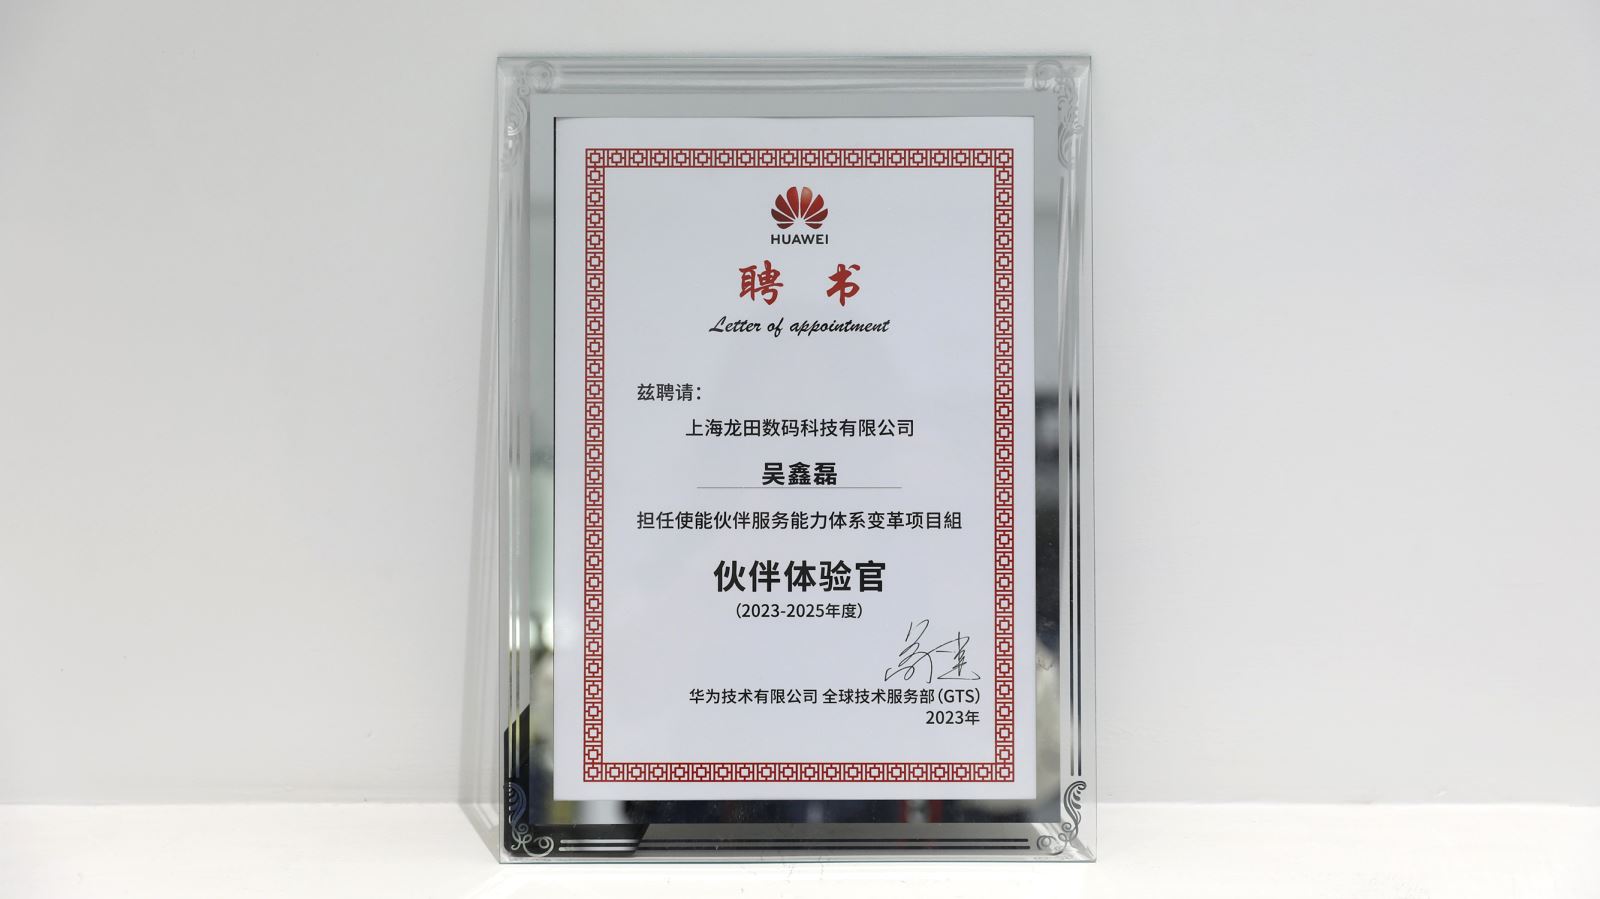 HUAWEI
聘 书
Letter of appointment
兹聘请：
上海龙田数码科技有限公司
吴鑫磊
担任使能伙伴服务能力体系变革项目組
伙伴体验官
（2023-2025年度）
华为技术有限公司 全球技术服务部（GTS）
2023年